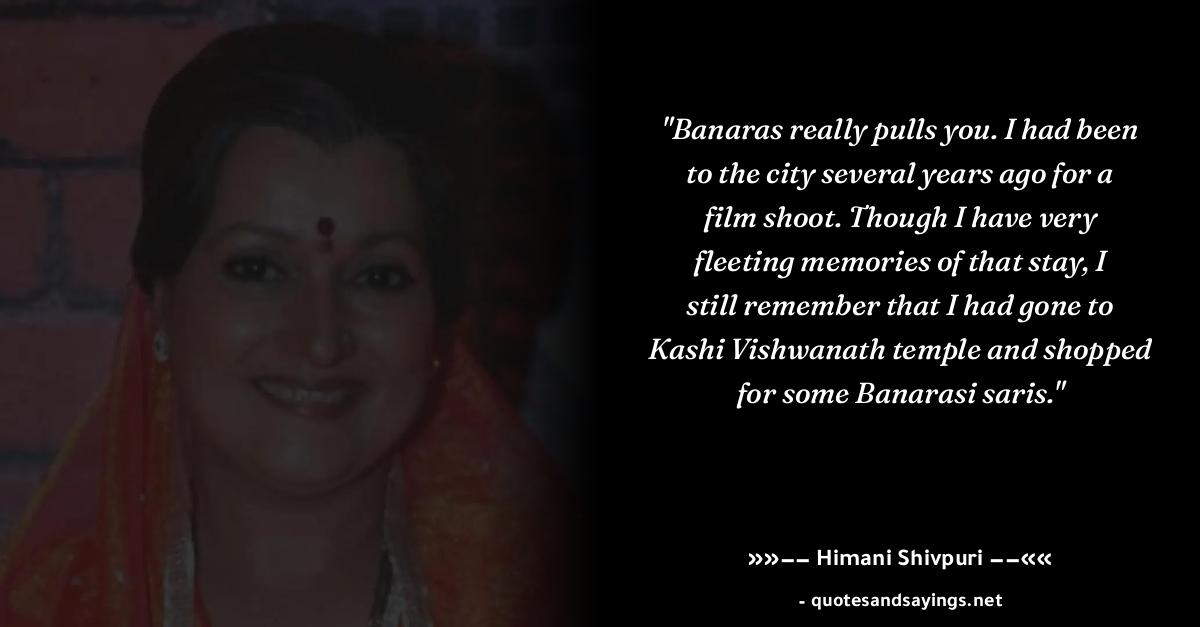 "Banaras really pulls you. I had been
to the city several years ago for a
film shoot. Though I have very
fleeting memories of that stay, I
still remember that I had gone to
Kashi Vishwanath temple and shopped
for some Banarasi saris."
»»−− Himani Shivpuri −−««
- quotesandsayings.net